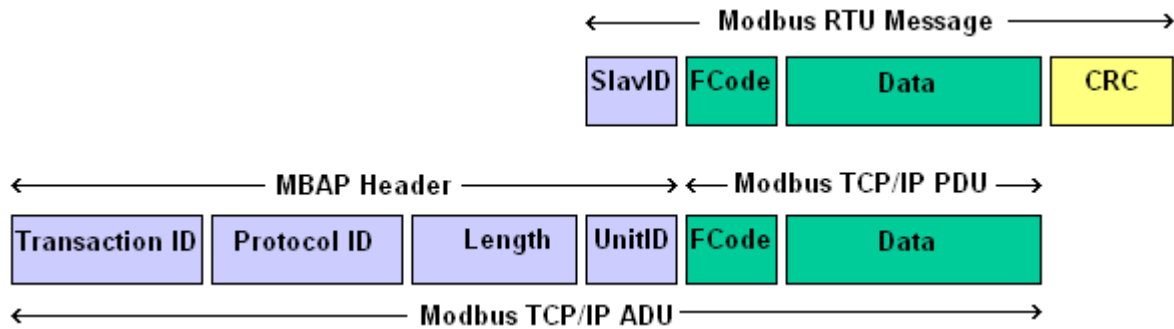 Modbus RTU Message
SlavID FCode Data CRC
MBAP Header Modbus TCP/IP PDU
Transaction ID Protocol ID Length UnitID FCode Data
Modbus TCP/IP ADU